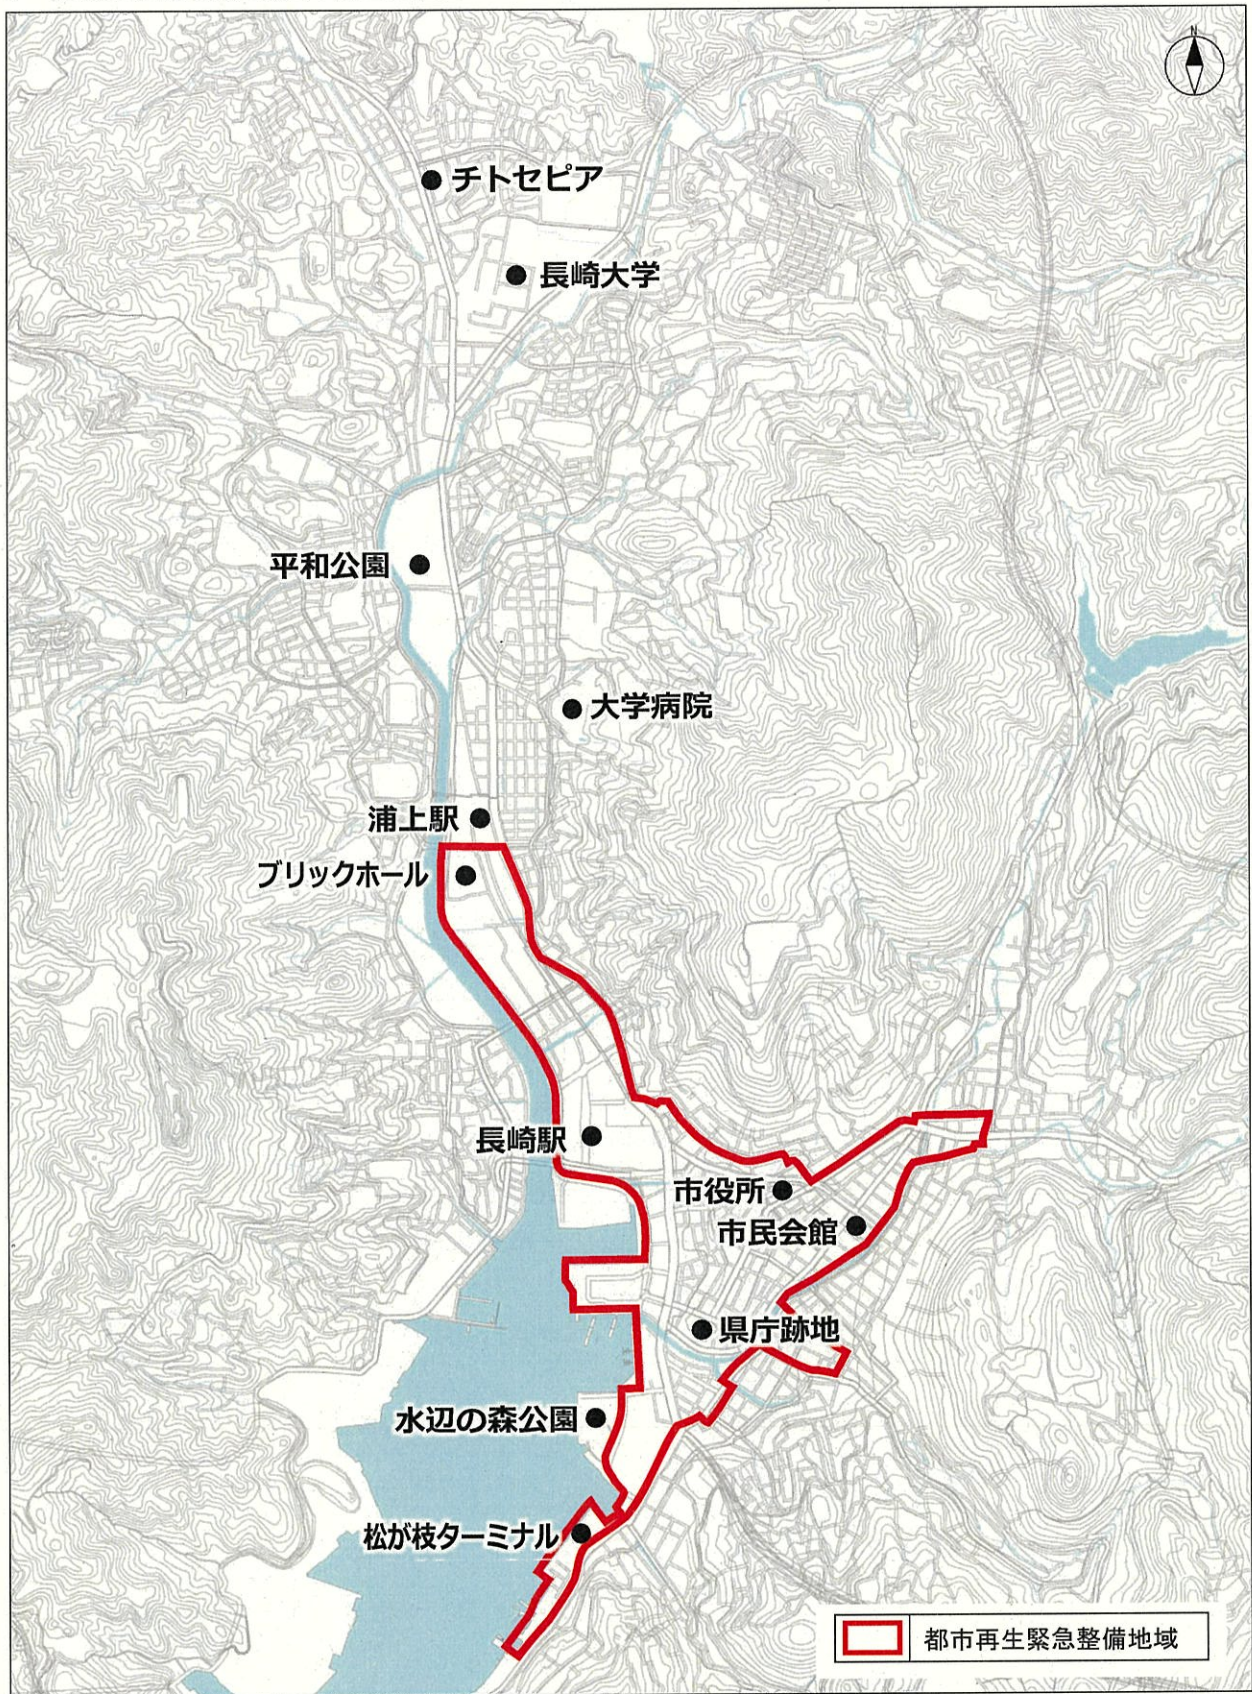 N
チトセピア
長崎大学
平和公園
大学病院
浦上駅
ブリックホール
長崎駅
市役所
市民会館
県庁跡地
水辺の森公園
松が枝ターミナル
都市再生緊急整備地域